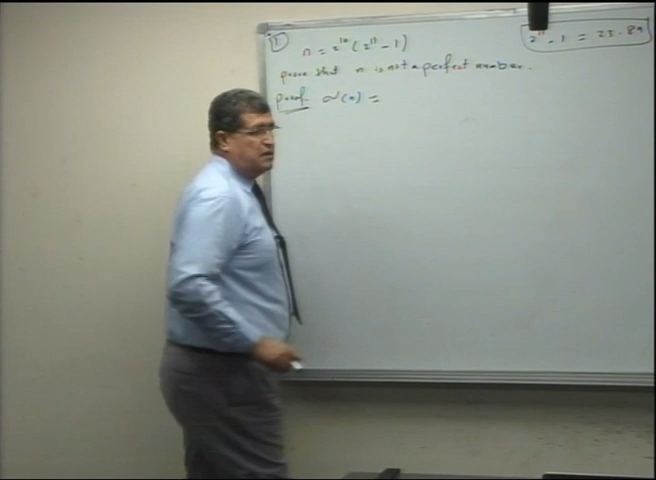 1 n = 2^10 (2^11 - 1)
2^11 - 1 = 23 · 89
prove that n is not a perfect number.
Proof. σ(n) =